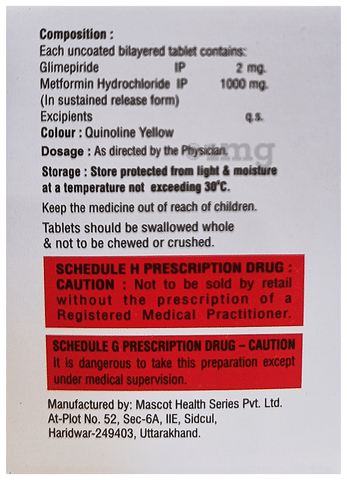 Composition :
Each uncoated bilayered tablet contains:
Glimepiride IP 2 mg.
Metformin Hydrochloride IP 1000 mg.
(In sustained release form)
Excipients q.s.
Colour : Quinoline Yellow
Dosage : As directed by the Physician.
Storage : Store protected from light & moisture
at a temperature not exceeding 30°C.
Keep the medicine out of reach of children.
Tablets should be swallowed whole
& not to be chewed or crushed.
SCHEDULE H PRESCRIPTION DRUG :
CAUTION : Not to be sold by retail
without the prescription of a
Registered Medical Practitioner.
SCHEDULE G PRESCRIPTION DRUG – CAUTION
It is dangerous to take this preparation except
under medical supervision.
Manufactured by: Mascot Health Series Pvt. Ltd.
At-Plot No. 52, Sec-6A, IIE, Sidcul,
Haridwar-249403, Uttarakhand.